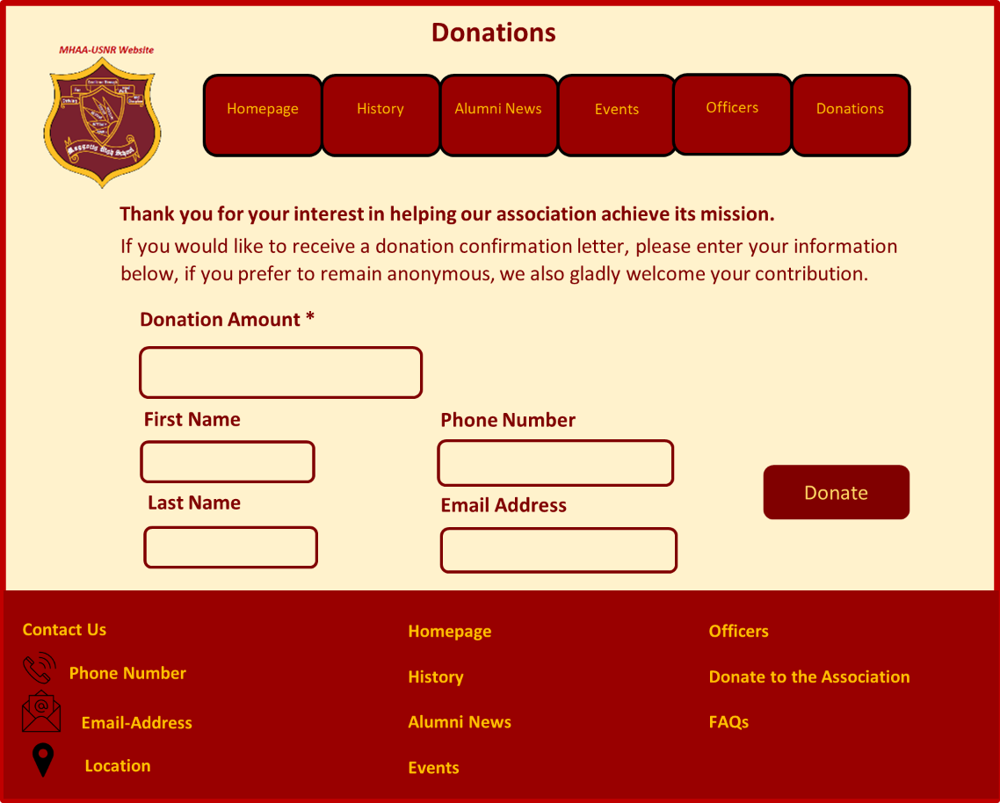 Donations
MHAA-USNR Website
Maggotty High School
Homepage
History
Alumni News
Events
Officers
Donations
Thank you for your interest in helping our association achieve its mission.
If you would like to receive a donation confirmation letter, please enter your information
below, if you prefer to remain anonymous, we also gladly welcome your contribution.
Donation Amount *
First Name
Phone Number
Last Name
Email Address
Donate
Contact Us
Phone Number
Email-Address
Location
Homepage
History
Alumni News
Events
Officers
Donate to the Association
FAQs